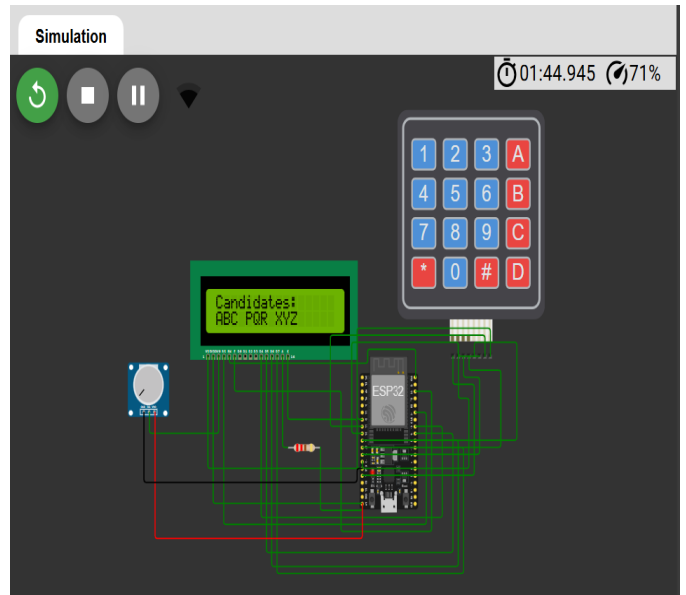 Simulation
01:44.945 71%
1 2 3 A
4 5 6 B
7 8 9 C
* 0 # D
Candidates:
ABC PQR XYZ
ESP32